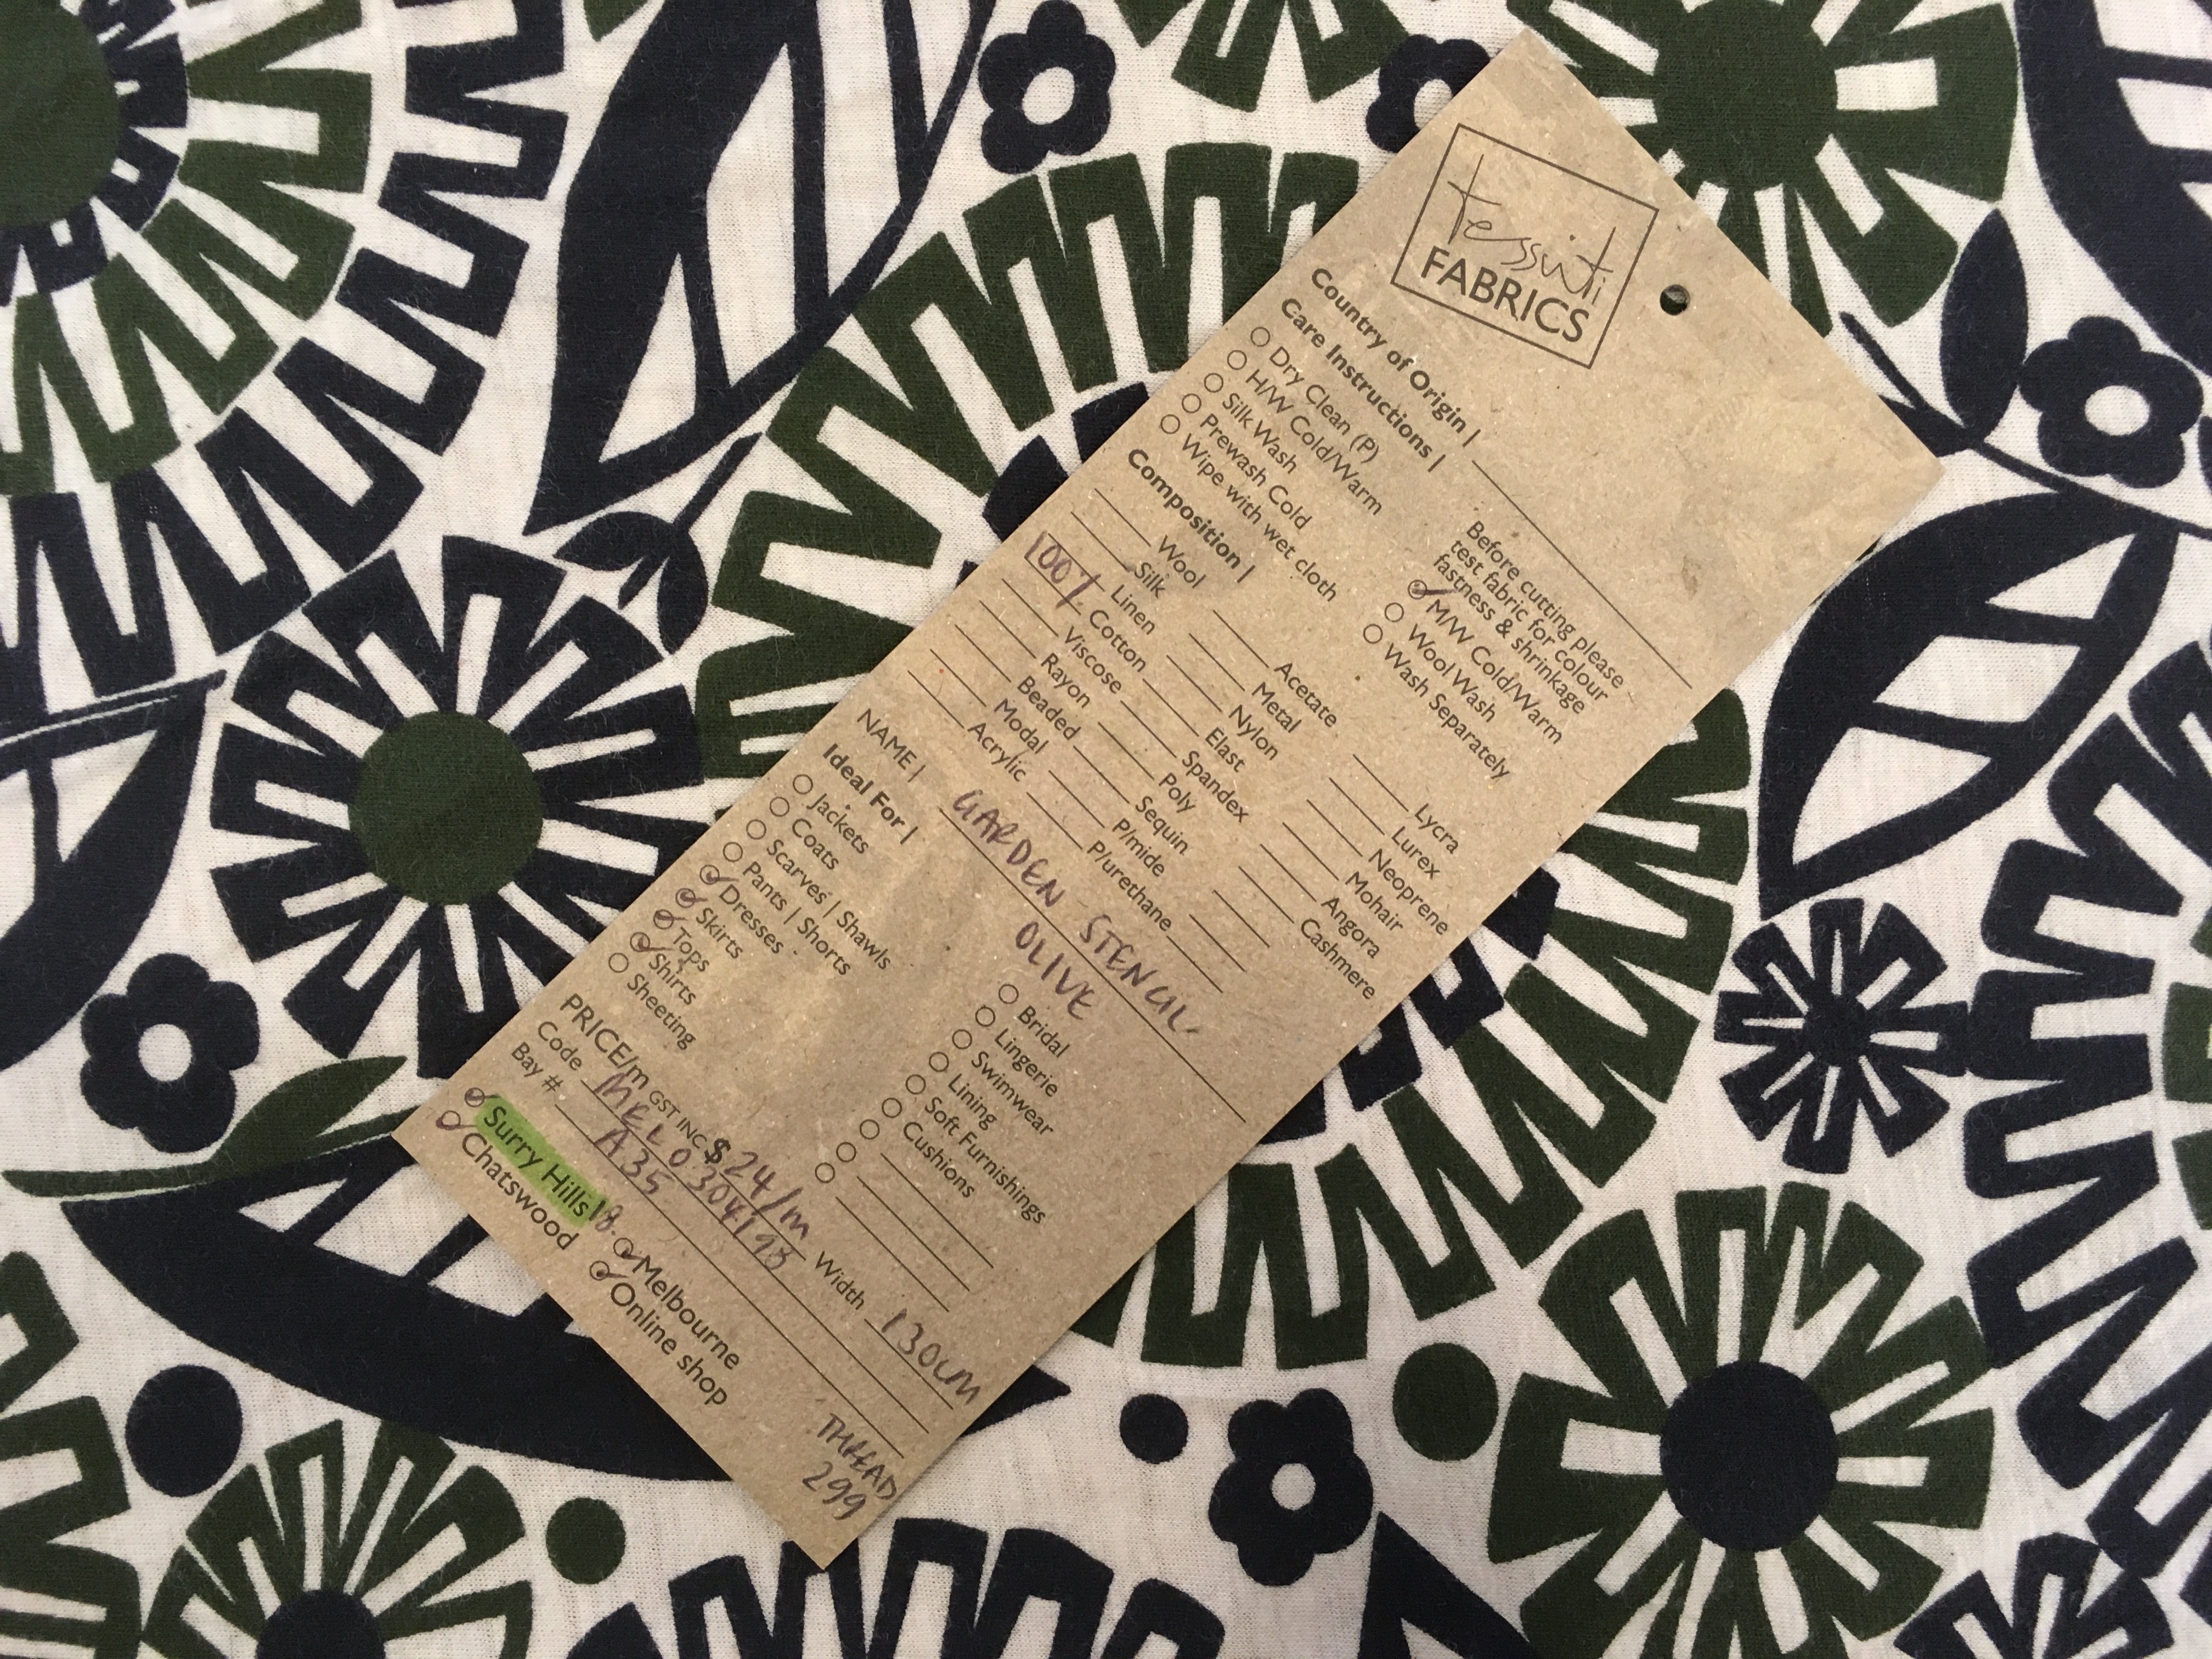 tessuti
FABRICS
Country of Origin |
Care Instructions |
Dry Clean (P)
H/W Cold/Warm
Silk Wash
Prewash Cold
Wipe with wet cloth
Before cutting please
test fabric for colour
fastness & shrinkage
M/W Cold/Warm
Wool Wash
Wash Separately
Composition |
Wool
Silk
Linen
100% Cotton
Viscose
Rayon
Beaded
Modal
Acrylic
Acetate
Metal
Nylon
Elast
Spandex
Poly
Sequin
P/mide
P/urethane
Lycra
Lurex
Neoprene
Mohair
Angora
Cashmere
NAME | GARDEN STENCIL
OLIVE
Ideal For |
Jackets
Coats
Scarves | Shawls
Pants | Shorts
Dresses
Skirts
Tops
Shirts
Sheeting
Bridal
Lingerie
Swimwear
Lining
Soft Furnishings
Cushions
PRICE/m GST INC $ 24/m Width 130cm
Code MEL030419B
Bay # A35
Surry Hills 18.
Chatswood
Melbourne
Online shop
THREAD
299